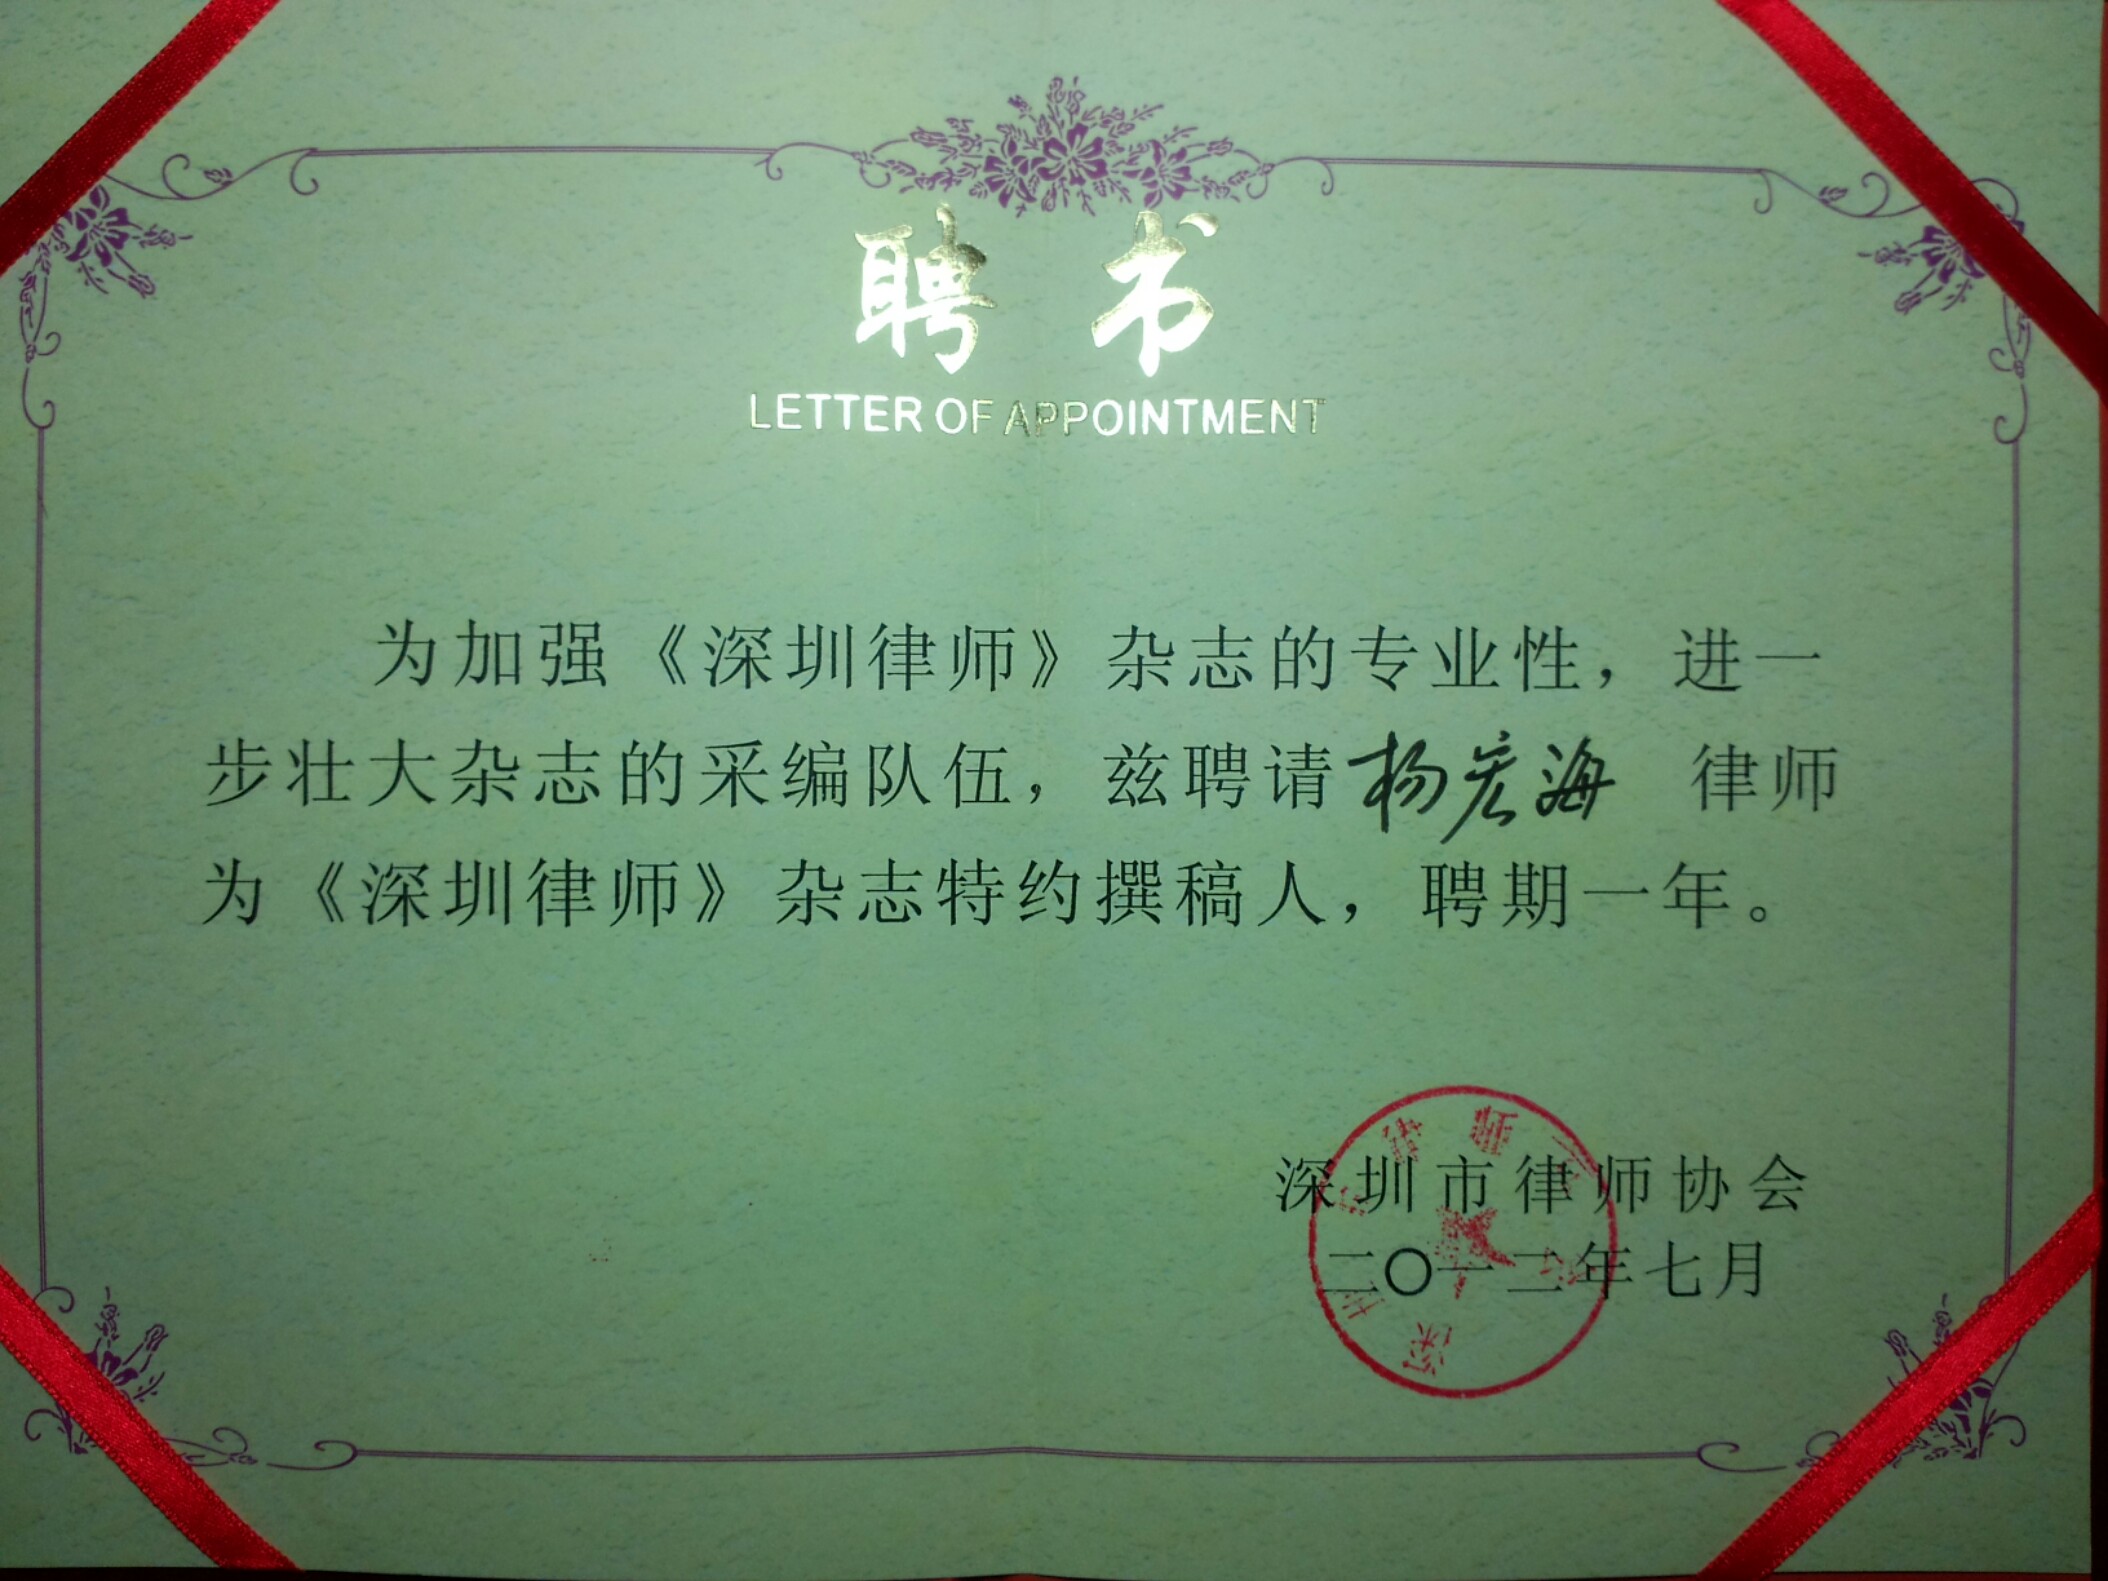 聘书
LETTER OF APPOINTMENT
为加强《深圳律师》杂志的专业性，进一
步壮大杂志的采编队伍，兹聘请杨宏海 律师
为《深圳律师》杂志特约撰稿人，聘期一年。
深圳市律师协会
二〇一二年七月